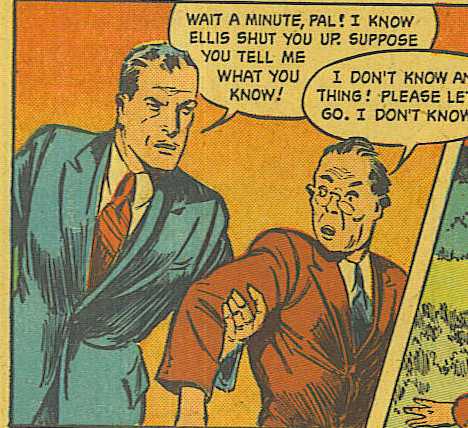 WAIT A MINUTE, PAL! I KNOW
ELLIS SHUT YOU UP. SUPPOSE
YOU TELL ME
WHAT YOU
KNOW!
I DON'T KNOW AN
THING! PLEASE LET
GO. I DON'T KNOW